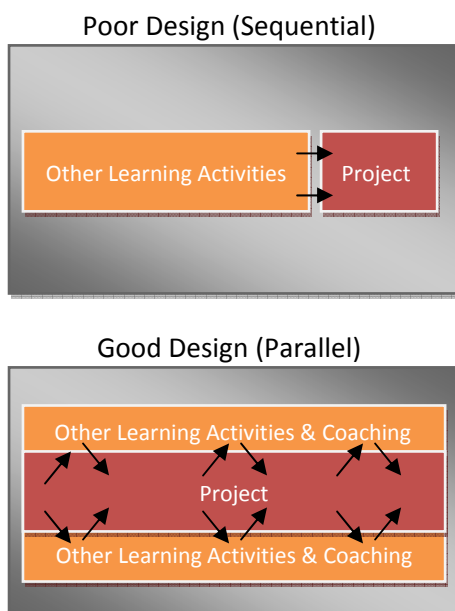 Poor Design (Sequential)
Other Learning Activities
Project
Good Design (Parallel)
Other Learning Activities & Coaching
Project
Other Learning Activities & Coaching